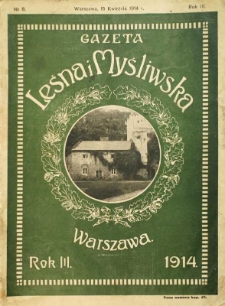 № 8. Warszawa, 15 Kwietnia 1914 r. Rok III
GAZETA
Leśna i Myśliwska
Warszawa.
Rok III. 1914.